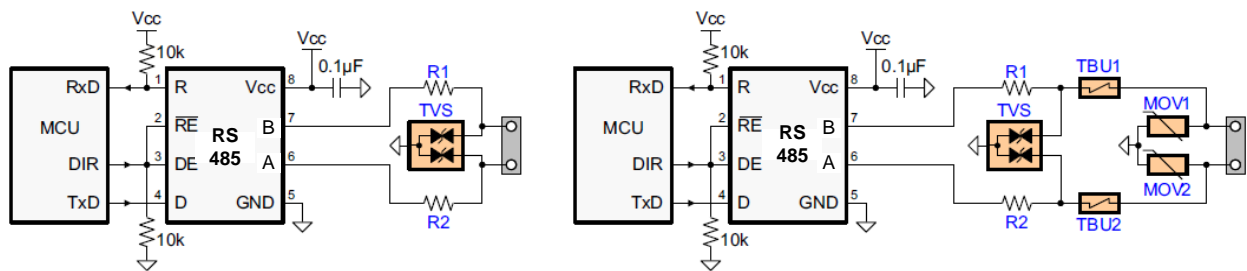 Vcc
10k
Vcc
0.1µF
RxD
MCU
DIR
TxD
1
2
3
4
R
RE
DE
D
RS
485
Vcc
B
A
GND
8
7
6
5
R1
TVS
R2
10k
Vcc
10k
Vcc
0.1µF
RxD
MCU
DIR
TxD
1
2
3
4
R
RE
DE
D
RS
485
Vcc
B
A
GND
8
7
6
5
R1
TVS
R2
TBU1
MOV1
MOV2
TBU2
10k